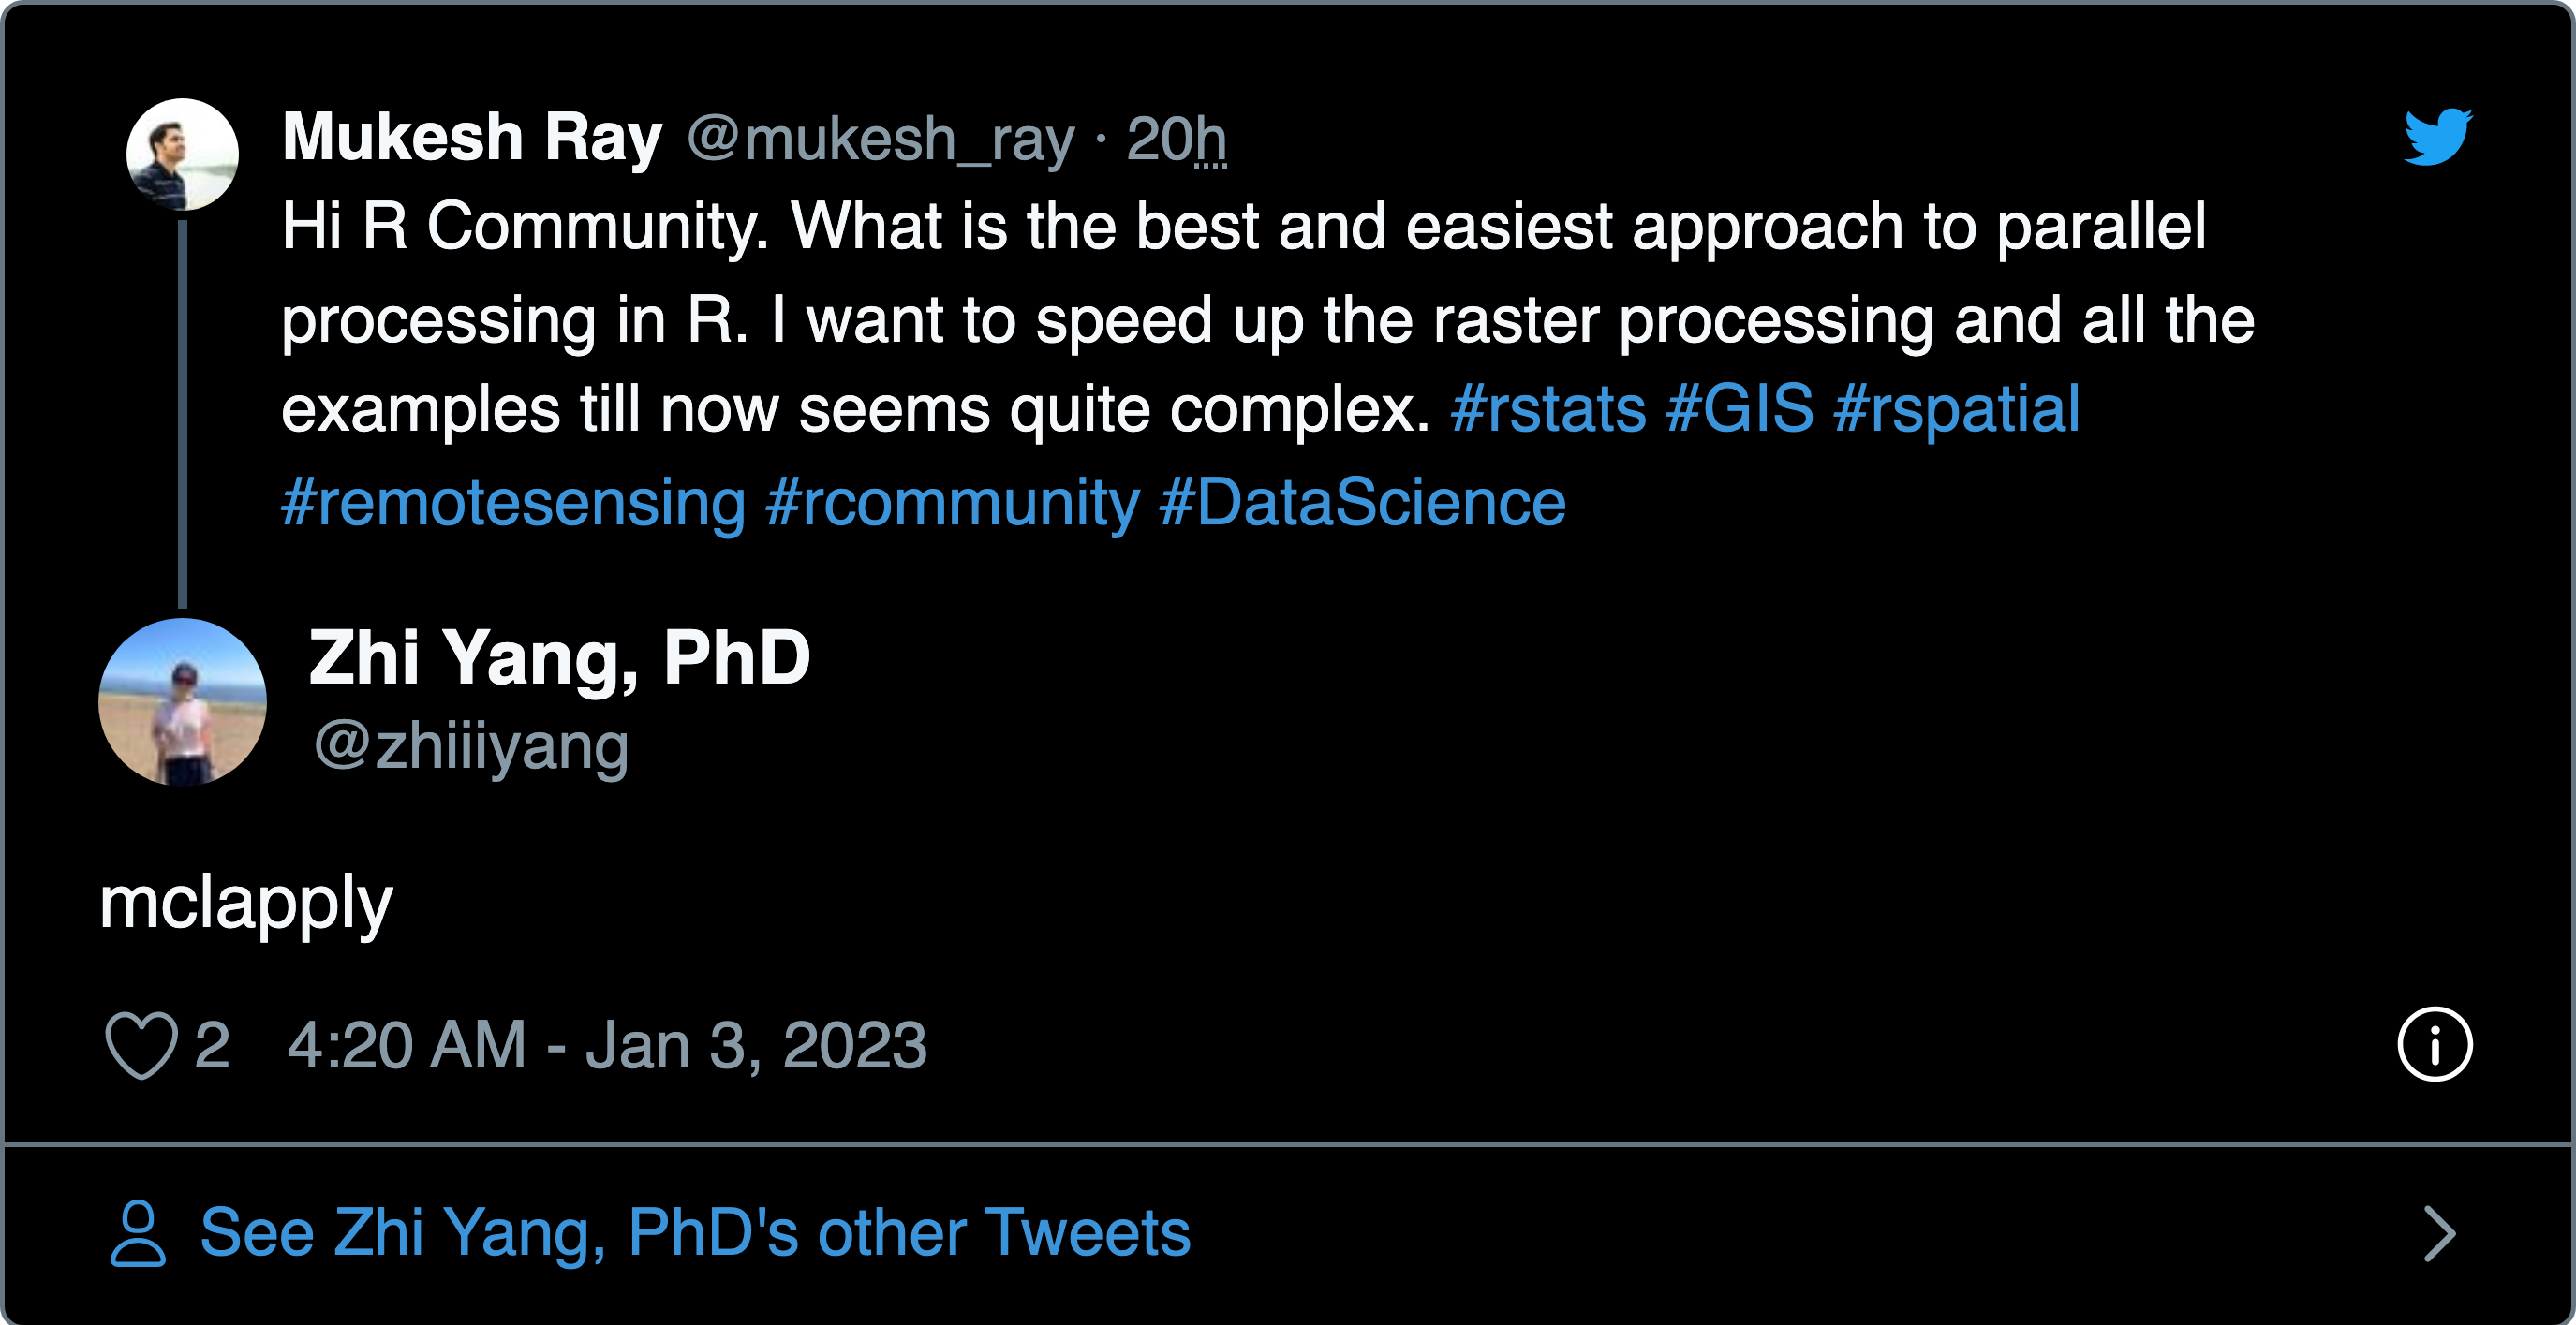 Mukesh Ray @mukesh_ray · 20h
Hi R Community. What is the best and easiest approach to parallel
processing in R. I want to speed up the raster processing and all the
examples till now seems quite complex. #rstats #GIS #rspatial
#remotesensing #rcommunity #DataScience
Zhi Yang, PhD
@zhiiiyang
mclapply
2 4:20 AM - Jan 3, 2023
See Zhi Yang, PhD's other Tweets